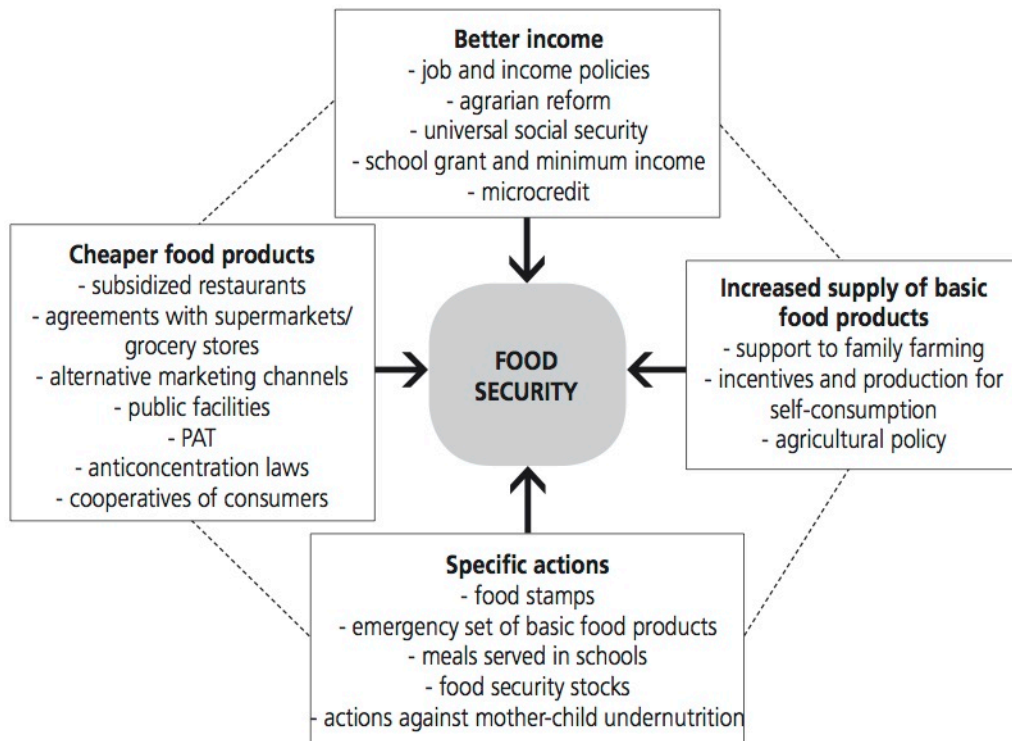 Better income
- job and income policies
- agrarian reform
- universal social security
- school grant and minimum income
- microcredit
Cheaper food products
- subsidized restaurants
- agreements with supermarkets/
grocery stores
- alternative marketing channels
- public facilities
- PAT
- anticoncentration laws
- cooperatives of consumers
FOOD
SECURITY
Increased supply of basic
food products
- support to family farming
- incentives and production for
self-consumption
- agricultural policy
Specific actions
- food stamps
- emergency set of basic food products
- meals served in schools
- food security stocks
- actions against mother-child undernutrition